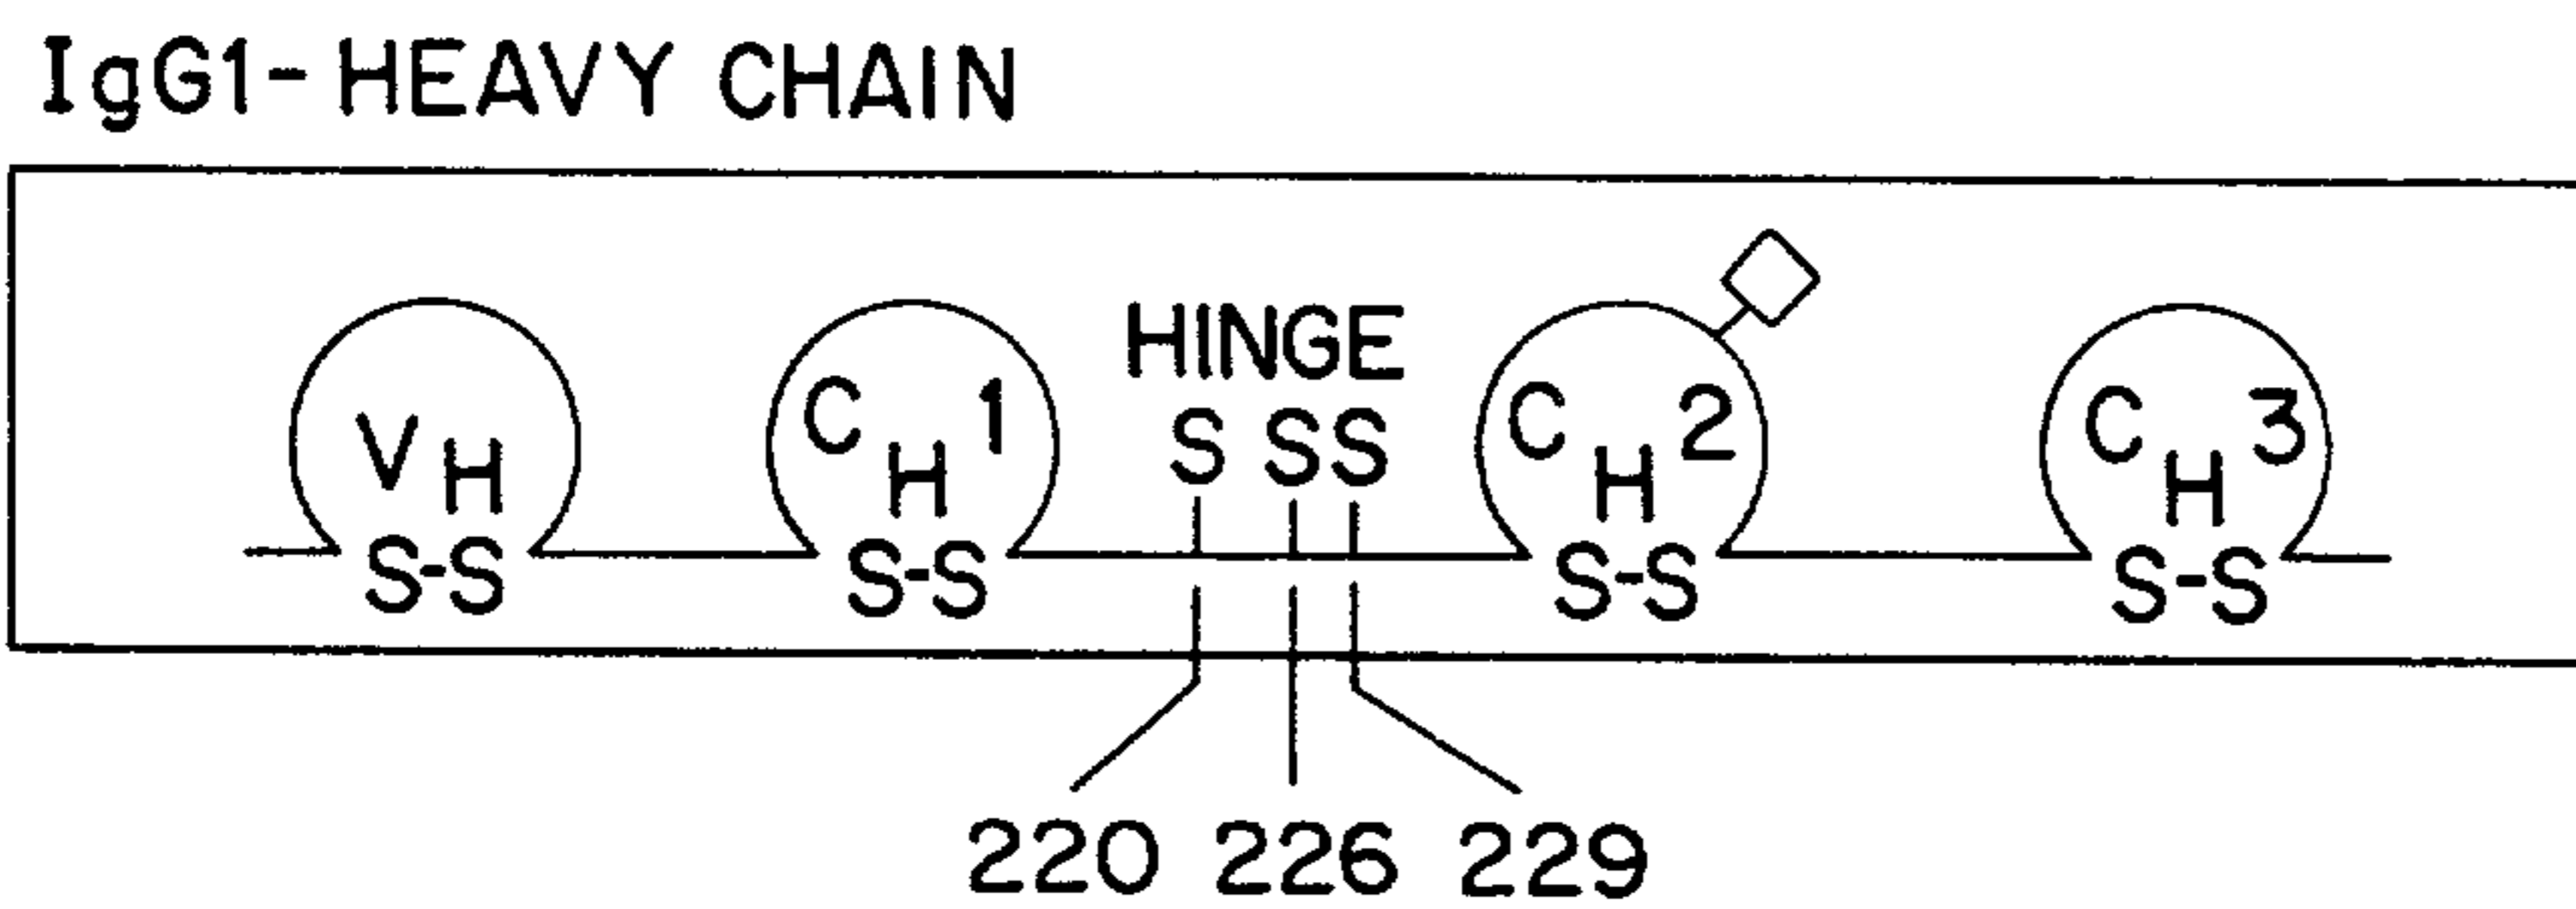 IgG1- HEAVY CHAIN
HINGE
VH CH1 S SS CH2 CH3
S-S S-S S-S S-S
220 226 229